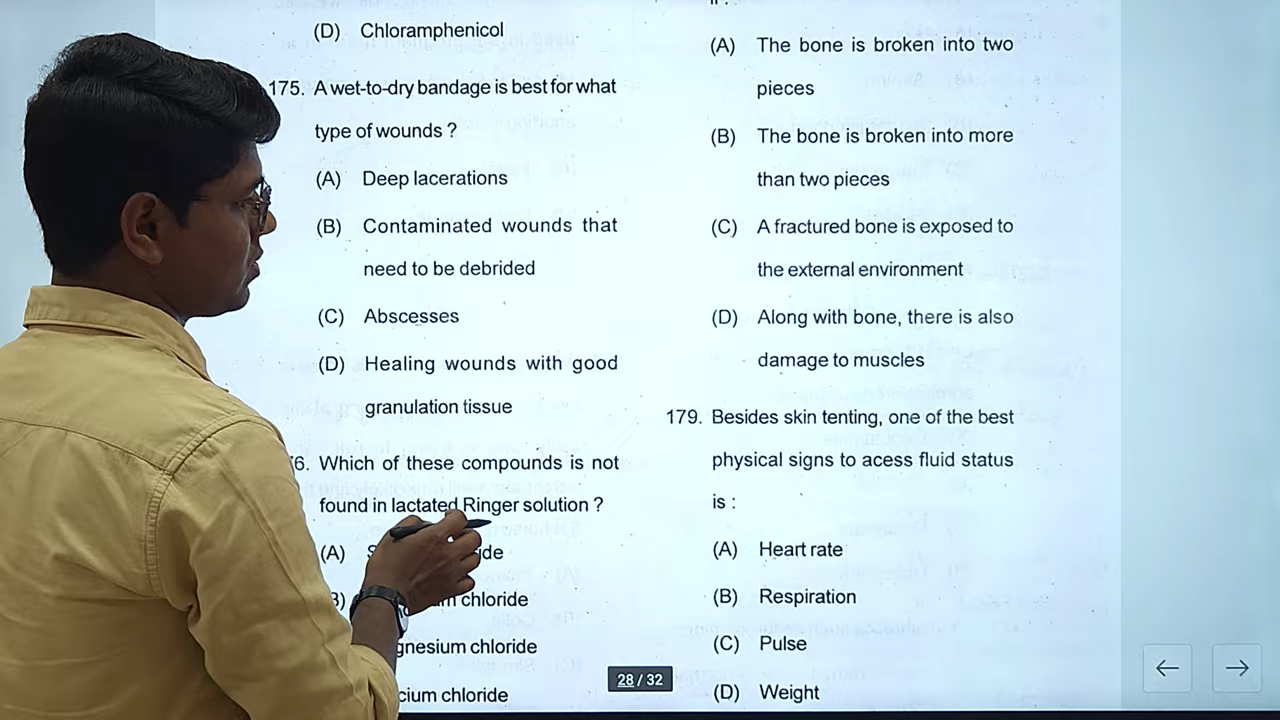 (D) Chloramphenicol
175. A wet-to-dry bandage is best for what
type of wounds ?
(A) Deep lacerations
(B) Contaminated wounds that
need to be debrided
(C) Abscesses
(D) Healing wounds with good
granulation tissue
6. Which of these compounds is not
found in lactated Ringer solution ?
(A)
chloride
gnesium chloride
cium chloride
(A) The bone is broken into two
pieces
(B) The bone is broken into more
than two pieces
(C) A fractured bone is exposed to
the external environment
(D) Along with bone, there is also
damage to muscles
179. Besides skin tenting, one of the best
physical signs to acess fluid status
is :
(A) Heart rate
(B) Respiration
(C) Pulse
(D) Weight
28 / 32